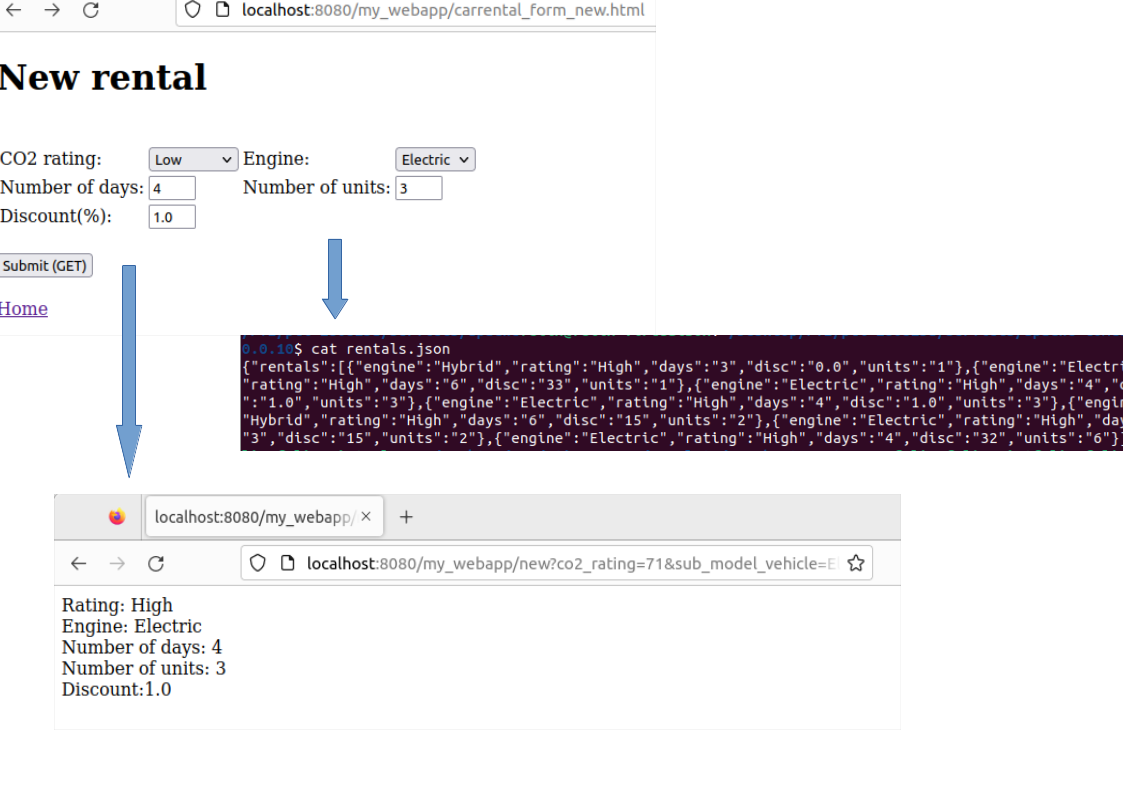 localhost:8080/my_webapp/carrental_form_new.html
New rental
CO2 rating: Low Engine: Electric
Number of days: 4 Number of units: 3
Discount(%): 1.0
Submit (GET)
Home
0.0.10$ cat rentals.json
{"rentals":[{"engine":"Hybrid","rating":"High","days":"3","disc":"0.0","units":"1"},{"engine":"Electri
"rating":"High","days":"6","disc":"33","units":"1"},{"engine":"Electric","rating":"High","days":"4","
":"1.0","units":"3"},{"engine":"Electric","rating":"High","days":"4","disc":"1.0","units":"3"},{"engi
"Hybrid","rating":"High","days":"6","disc":"15","units":"2"},{"engine":"Electric","rating":"High","day
"3","disc":"15","units":"2"},{"engine":"Electric","rating":"High","days":"4","disc":"32","units":"6"}
localhost:8080/my_webapp/
localhost:8080/my_webapp/new?co2_rating=71&sub_model_vehicle=E
Rating: High
Engine: Electric
Number of days: 4
Number of units: 3
Discount:1.0